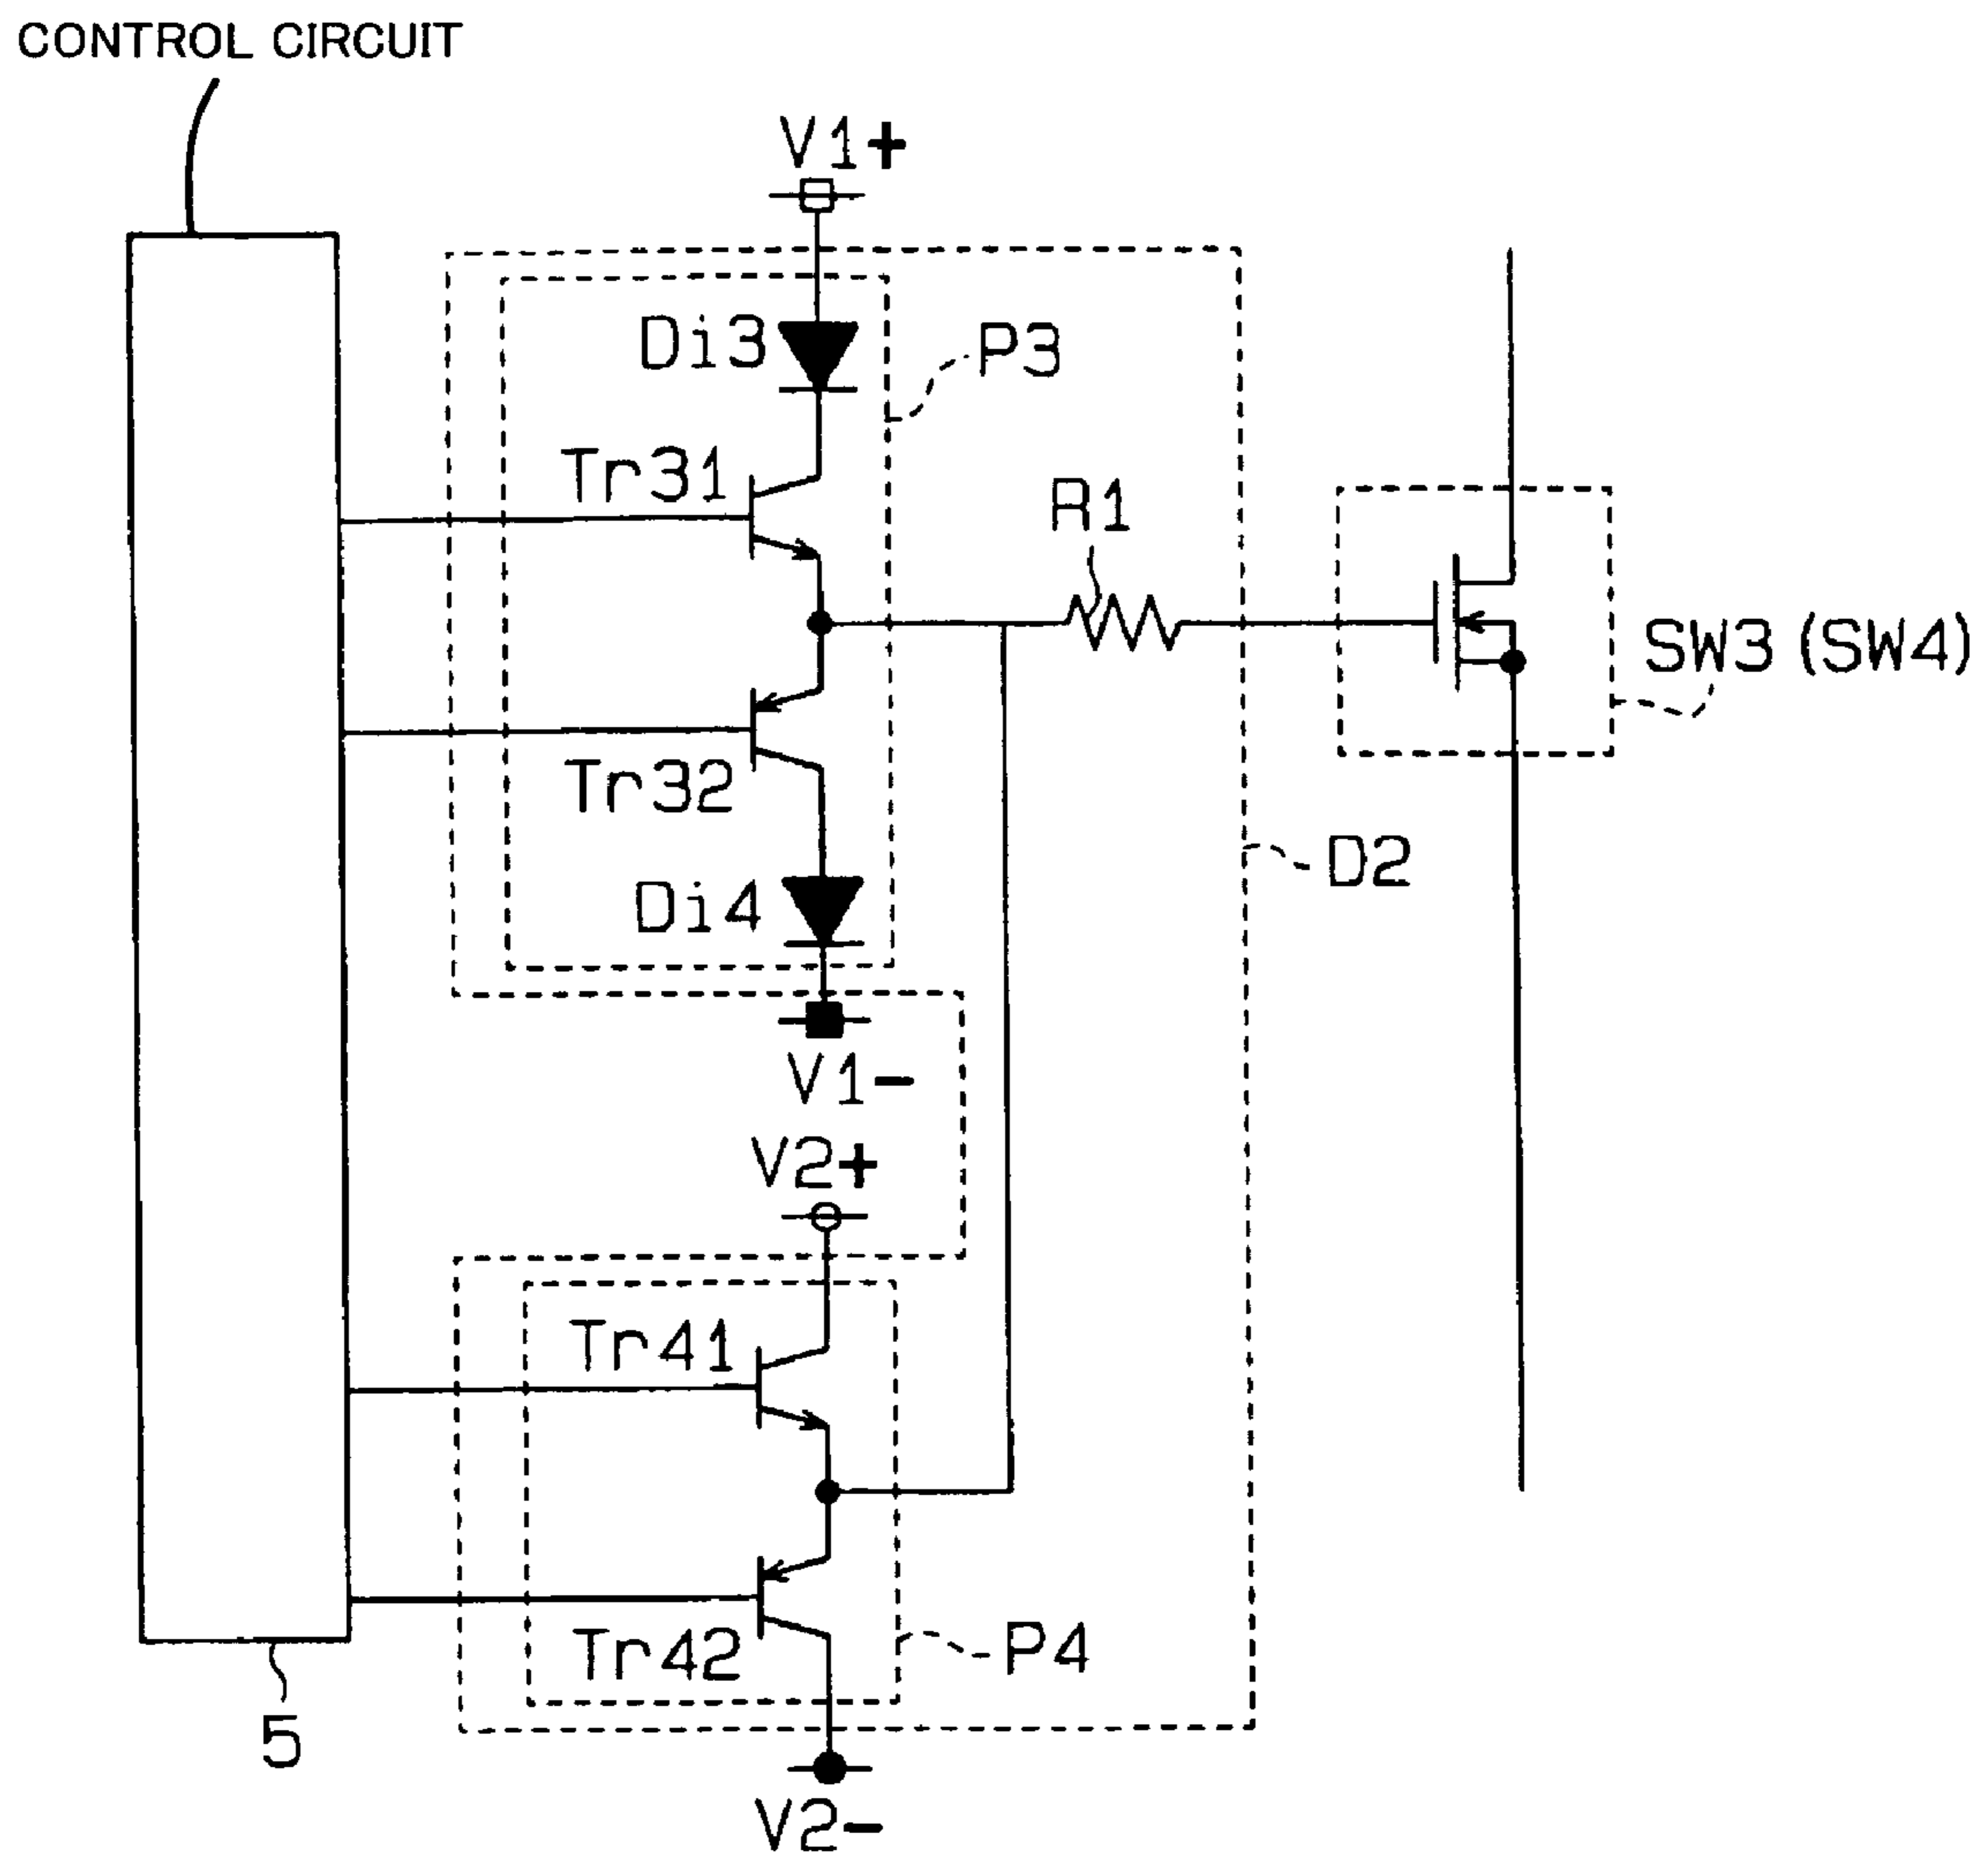 CONTROL CIRCUIT
V1+
Di3
P3
Tr31
R1
SW3 (SW4)
Tr32
D2
Di4
V1-
V2+
Tr41
Tr42
P4
5
V2-